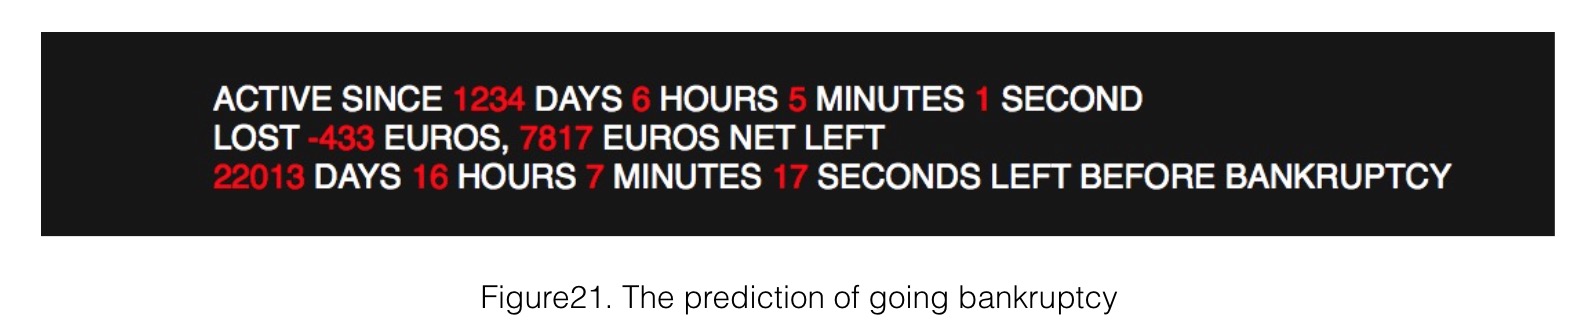 ACTIVE SINCE 1234 DAYS 6 HOURS 5 MINUTES 1 SECOND
LOST -433 EUROS, 7817 EUROS NET LEFT
22013 DAYS 16 HOURS 7 MINUTES 17 SECONDS LEFT BEFORE BANKRUPTCY
Figure21. The prediction of going bankruptcy